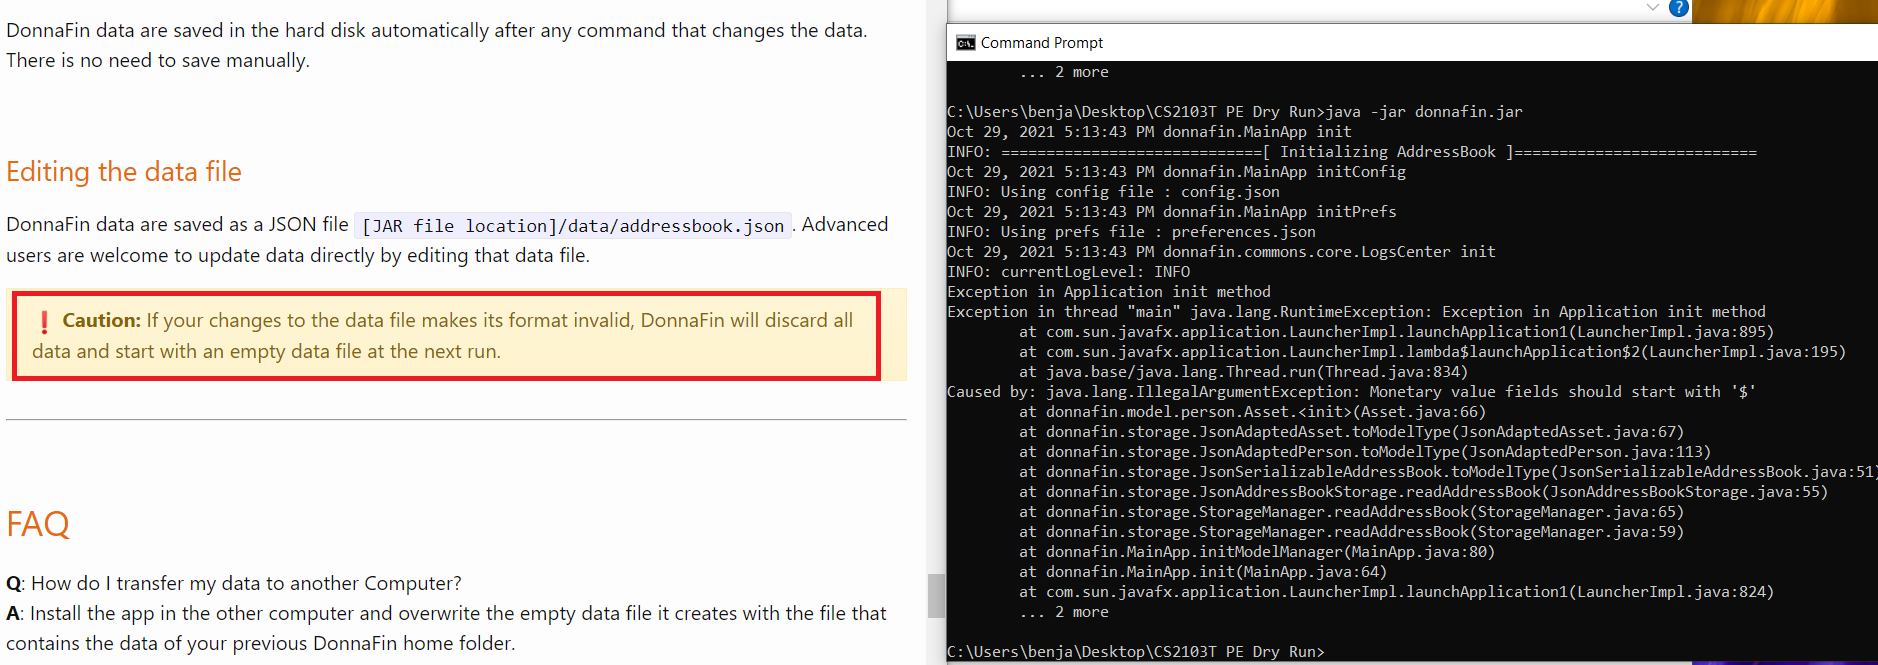 DonnaFin data are saved in the hard disk automatically after any command that changes the data.
There is no need to save manually.
Editing the data file
DonnaFin data are saved as a JSON file [JAR file location]/data/addressbook.json. Advanced
users are welcome to update data directly by editing that data file.
❗ Caution: If your changes to the data file makes its format invalid, DonnaFin will discard all
data and start with an empty data file at the next run.
FAQ
Q: How do I transfer my data to another Computer?
A: Install the app in the other computer and overwrite the empty data file it creates with the file that
contains the data of your previous DonnaFin home folder.
?
Command Prompt
... 2 more
C:\Users\benja\Desktop\CS2103T PE Dry Run>java -jar donnafin.jar
Oct 29, 2021 5:13:43 PM donnafin.MainApp init
INFO: =============================[ Initializing AddressBook ]===========================
Oct 29, 2021 5:13:43 PM donnafin.MainApp initConfig
INFO: Using config file : config.json
Oct 29, 2021 5:13:43 PM donnafin.MainApp initPrefs
INFO: Using prefs file : preferences.json
Oct 29, 2021 5:13:43 PM donnafin.commons.core.LogsCenter init
INFO: currentLogLevel: INFO
Exception in Application init method
Exception in thread "main" java.lang.RuntimeException: Exception in Application init method
at com.sun.javafx.application.LauncherImpl.launchApplication1(LauncherImpl.java:895)
at com.sun.javafx.application.LauncherImpl.lambda$launchApplication$2(LauncherImpl.java:195)
at java.base/java.lang.Thread.run(Thread.java:834)
Caused by: java.lang.IllegalArgumentException: Monetary value fields should start with '$'
at donnafin.model.person.Asset.<init>(Asset.java:66)
at donnafin.storage.JsonAdaptedAsset.toModelType(JsonAdaptedAsset.java:67)
at donnafin.storage.JsonAdaptedPerson.toModelType(JsonAdaptedPerson.java:113)
at donnafin.storage.JsonSerializableAddressBook.toModelType(JsonSerializableAddressBook.java:51)
at donnafin.storage.JsonAddressBookStorage.readAddressBook(JsonAddressBookStorage.java:55)
at donnafin.storage.StorageManager.readAddressBook(StorageManager.java:65)
at donnafin.storage.StorageManager.readAddressBook(StorageManager.java:59)
at donnafin.MainApp.initModelManager(MainApp.java:80)
at donnafin.MainApp.init(MainApp.java:64)
at com.sun.javafx.application.LauncherImpl.launchApplication1(LauncherImpl.java:824)
... 2 more
C:\Users\benja\Desktop\CS2103T PE Dry Run>